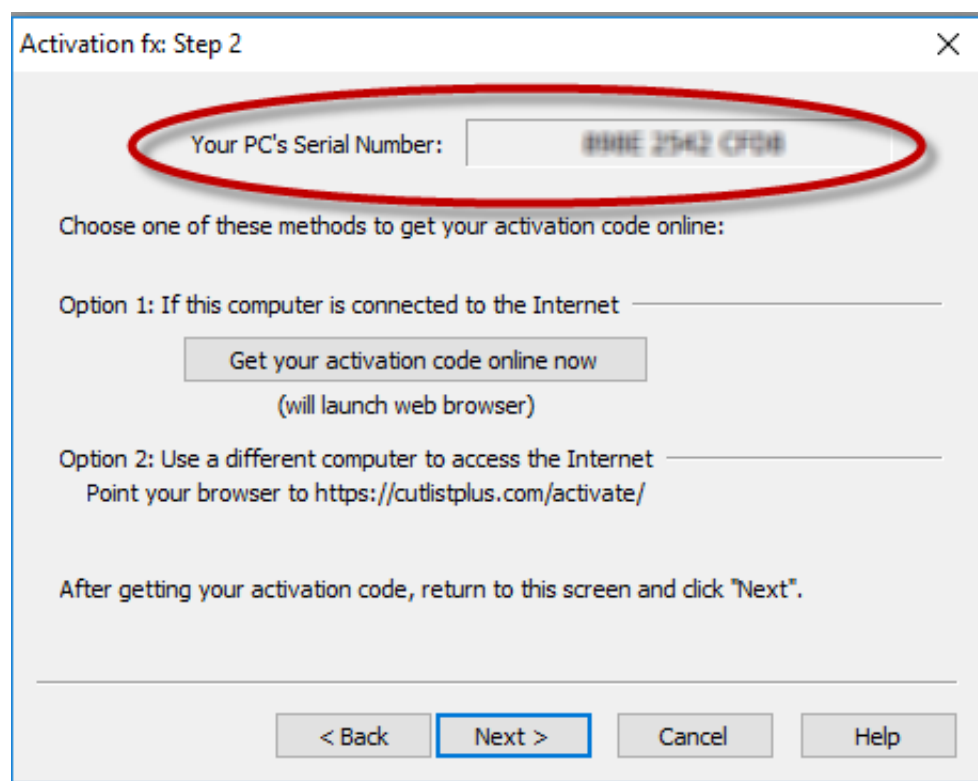 Activation fx: Step 2
Your PC's Serial Number:
Choose one of these methods to get your activation code online:
Option 1: If this computer is connected to the Internet
Get your activation code online now
(will launch web browser)
Option 2: Use a different computer to access the Internet
Point your browser to https://cutlistplus.com/activate/
After getting your activation code, return to this screen and click "Next".
< Back Next > Cancel Help